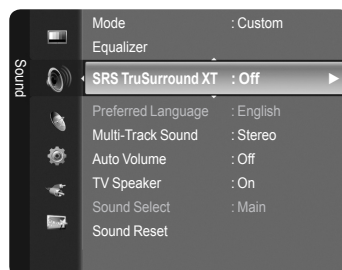 Sound
Mode : Custom
Equalizer
SRS TruSurround XT : Off
Preferred Language : English
Multi-Track Sound : Stereo
Auto Volume : Off
TV Speaker : On
Sound Select : Main
Sound Reset